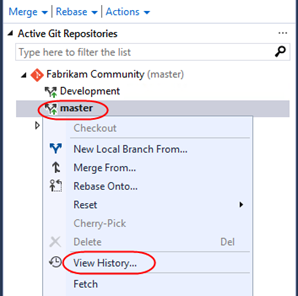 Merge Rebase Actions
Active Git Repositories ...
Type here to filter the list
Fabrikam Community (master)
Development
master
Checkout
New Local Branch From...
Merge From...
Rebase Onto...
Reset
Cherry-Pick
Delete Del
View History...
Fetch